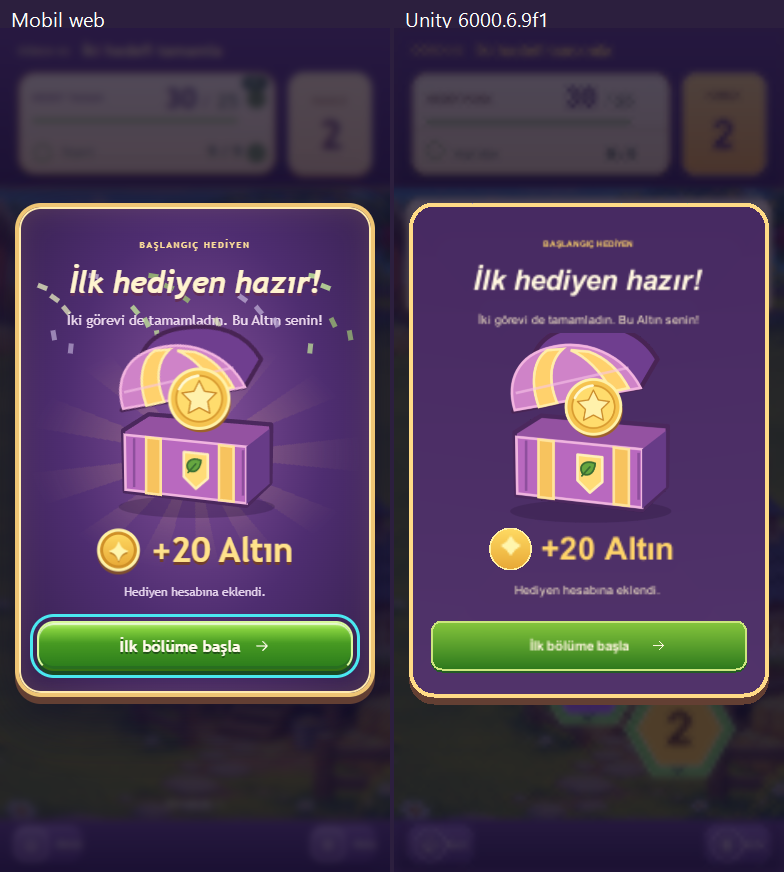 Mobil web
30
2
BAŞLANGIÇ HEDİYEN
İlk hediyen hazır!
İki görevi de tamamladın. Bu Altın senin!
+20 Altın
Hediyen hesabına eklendi.
İlk bölüme başla →
Unity 6000.6.9f1
30
2
BAŞLANGIÇ HEDİYEN
İlk hediyen hazır!
İki görevi de tamamladın. Bu Altın senin!
+20 Altın
Hediyen hesabına eklendi.
İlk bölüme başla →
2